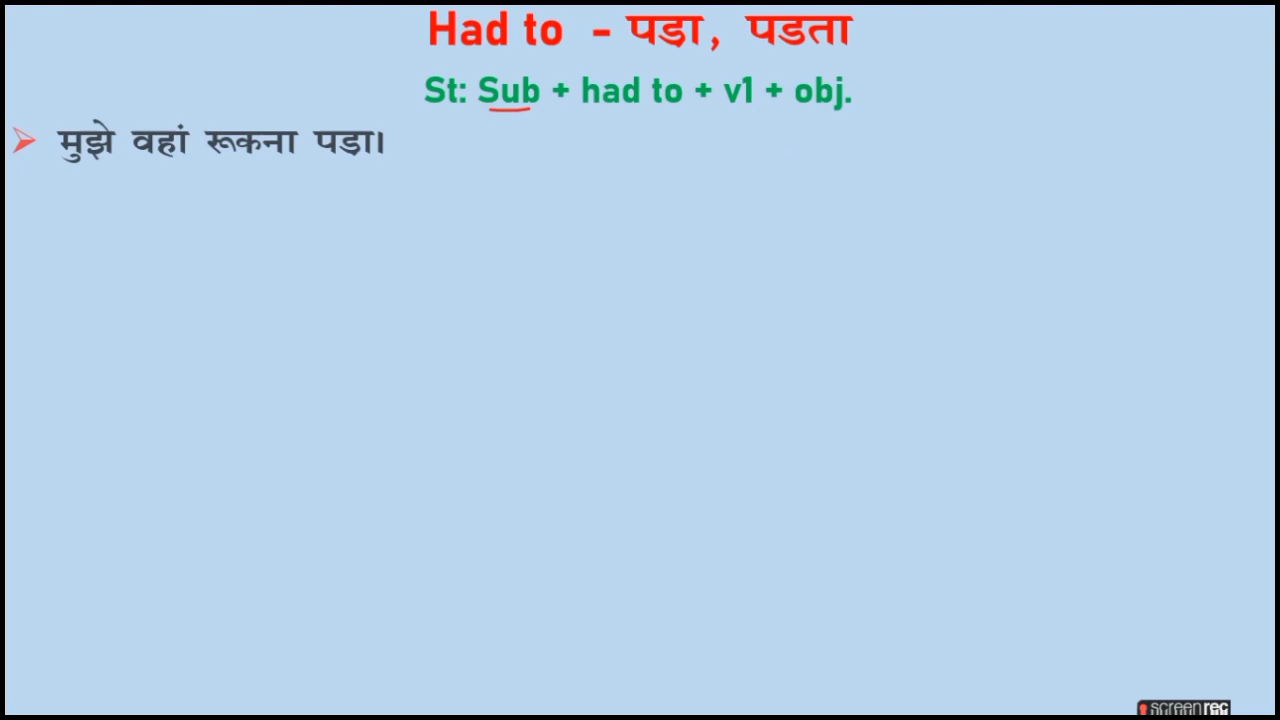 Had to - पडा, पडता
St: Sub + had to + v1 + obj.
मुझे वहां रूकना पडा।
screenrec